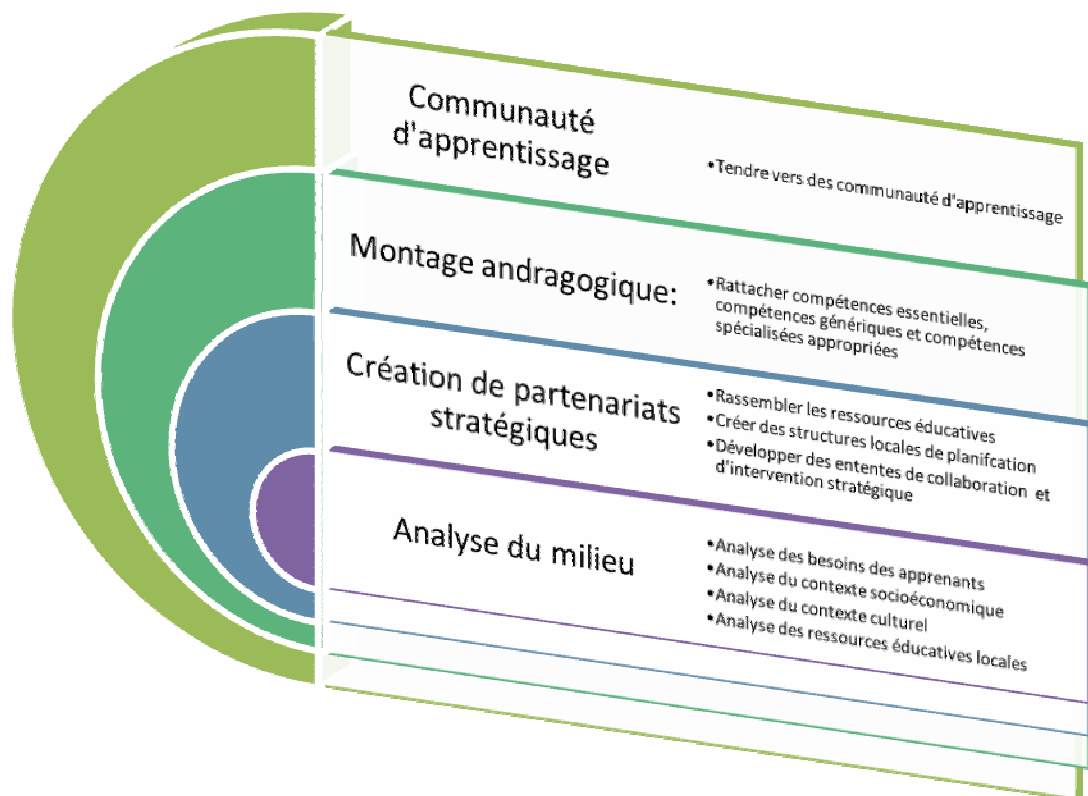 Communauté
d'apprentissage
•Tendre vers des communauté d'apprentissage
Montage andragogique:
•Rattacher compétences essentielles,
compétences génériques et compétences
spécialisées appropriées
Création de partenariats
stratégiques
•Rassembler les ressources éducatives
•Créer des structures locales de planifcation
•Développer des ententes de collaboration et
d'intervention stratégique
Analyse du milieu
•Analyse des besoins des apprenants
•Analyse du contexte socioéconomique
•Analyse du contexte culturel
•Analyse des ressources éducatives locales